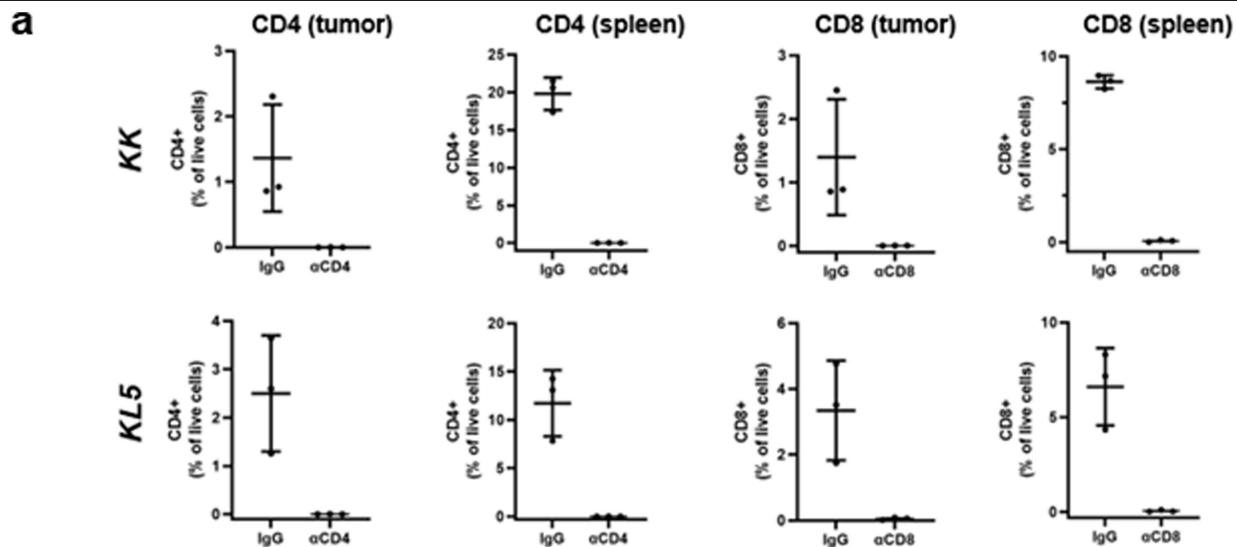 a
CD4 (tumor) CD4 (spleen) CD8 (tumor) CD8 (spleen)
KK
CD4+
(% of live cells)
3
2
1
0
IgG αCD4
CD4+
(% of live cells)
25
20
15
10
5
0
IgG αCD4
CD8+
(% of live cells)
3
2
1
0
IgG αCD8
CD8+
(% of live cells)
10
5
0
IgG αCD8
KL5
CD4+
(% of live cells)
4
3
2
1
0
IgG αCD4
CD4+
(% of live cells)
20
15
10
5
0
IgG αCD4
CD8+
(% of live cells)
6
4
2
0
IgG αCD8
CD8+
(% of live cells)
10
5
0
IgG αCD8